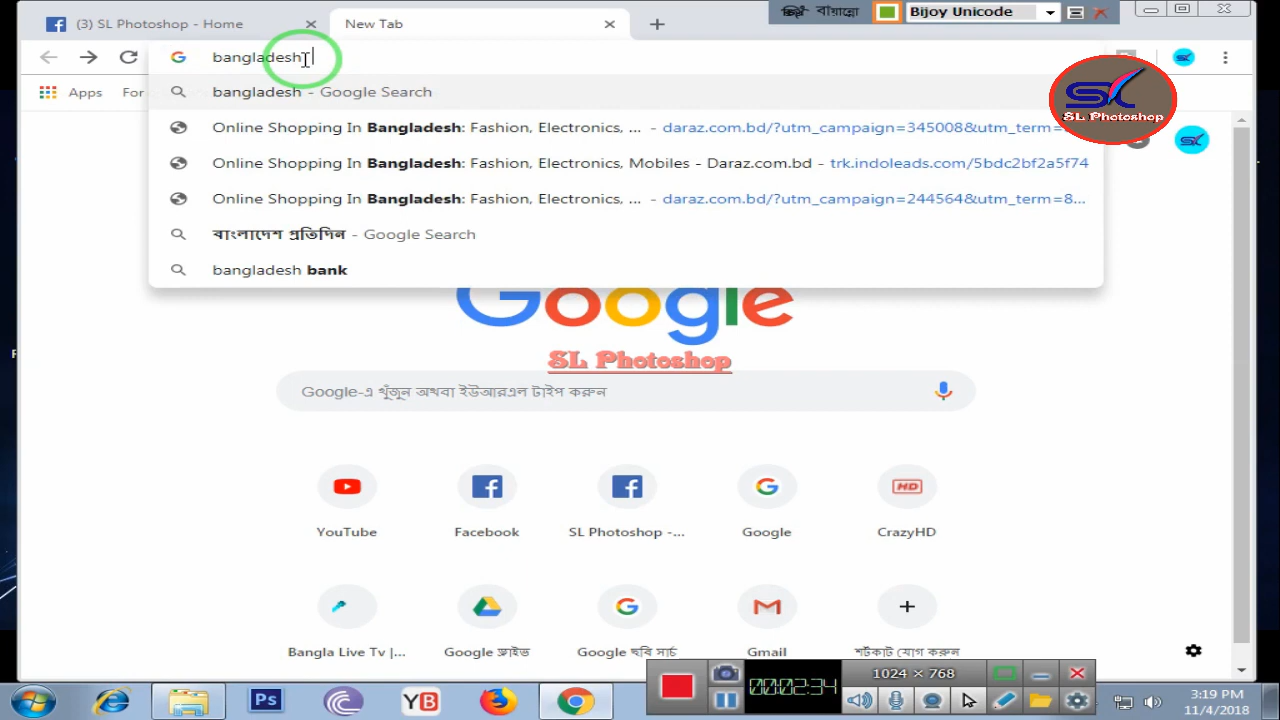 (3) SL Photoshop - Home
New Tab
বায়ান্নো
Bijoy Unicode
bangladesh
Apps
For
bangladesh - Google Search
Online Shopping In Bangladesh: Fashion, Electronics, ... - daraz.com.bd/?utm_campaign=345008&utm_term=
Online Shopping In Bangladesh: Fashion, Electronics, Mobiles - Daraz.com.bd - trk.indoleads.com/5bdc2bf2a5f74
Online Shopping In Bangladesh: Fashion, Electronics, ... - daraz.com.bd/?utm_campaign=244564&utm_term=8...
বাংলাদেশ প্রতিদিন - Google Search
bangladesh bank
SL Photoshop
Google
SL Photoshop
Google-এ খুঁজুন অথবা ইউআরএল টাইপ করুন
HD
YouTube
Facebook
SL Photoshop -...
Google
CrazyHD
Bangla Live Tv |...
Google ড্রাইভ
Google ছবি সার্চ
Gmail
শর্টকাট যোগ করুন
00:02:34
1024 × 768
Ps
YB
3:19 PM
11/4/2018